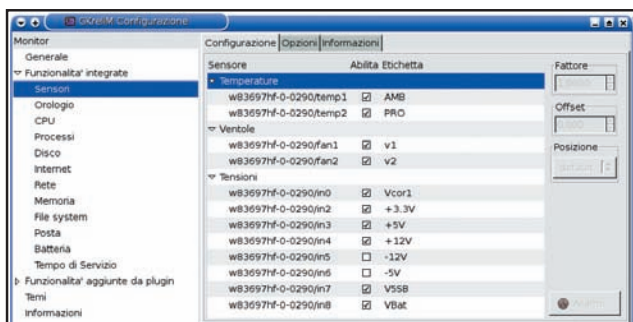 GKrellM Configurazione
Monitor
Generale
Funzionalita' integrate
Sensori
Orologio
CPU
Processi
Disco
Internet
Rete
Memoria
File system
Posta
Batteria
Tempo di Servizio
Funzionalita' aggiunte da plugin
Temi
Informazioni
Configurazione Opzioni Informazioni
Sensore Abilita Etichetta
Temperature
w83697hf-0-0290/temp1 AMB
w83697hf-0-0290/temp2 PRO
Ventole
w83697hf-0-0290/fan1 v1
w83697hf-0-0290/fan2 v2
Tensioni
w83697hf-0-0290/in0 Vcor1
w83697hf-0-0290/in2 +3.3V
w83697hf-0-0290/in3 +5V
w83697hf-0-0290/in4 +12V
w83697hf-0-0290/in5 -12V
w83697hf-0-0290/in6 -5V
w83697hf-0-0290/in7 V5SB
w83697hf-0-0290/in8 VBat
Fattore
Offset
Posizione